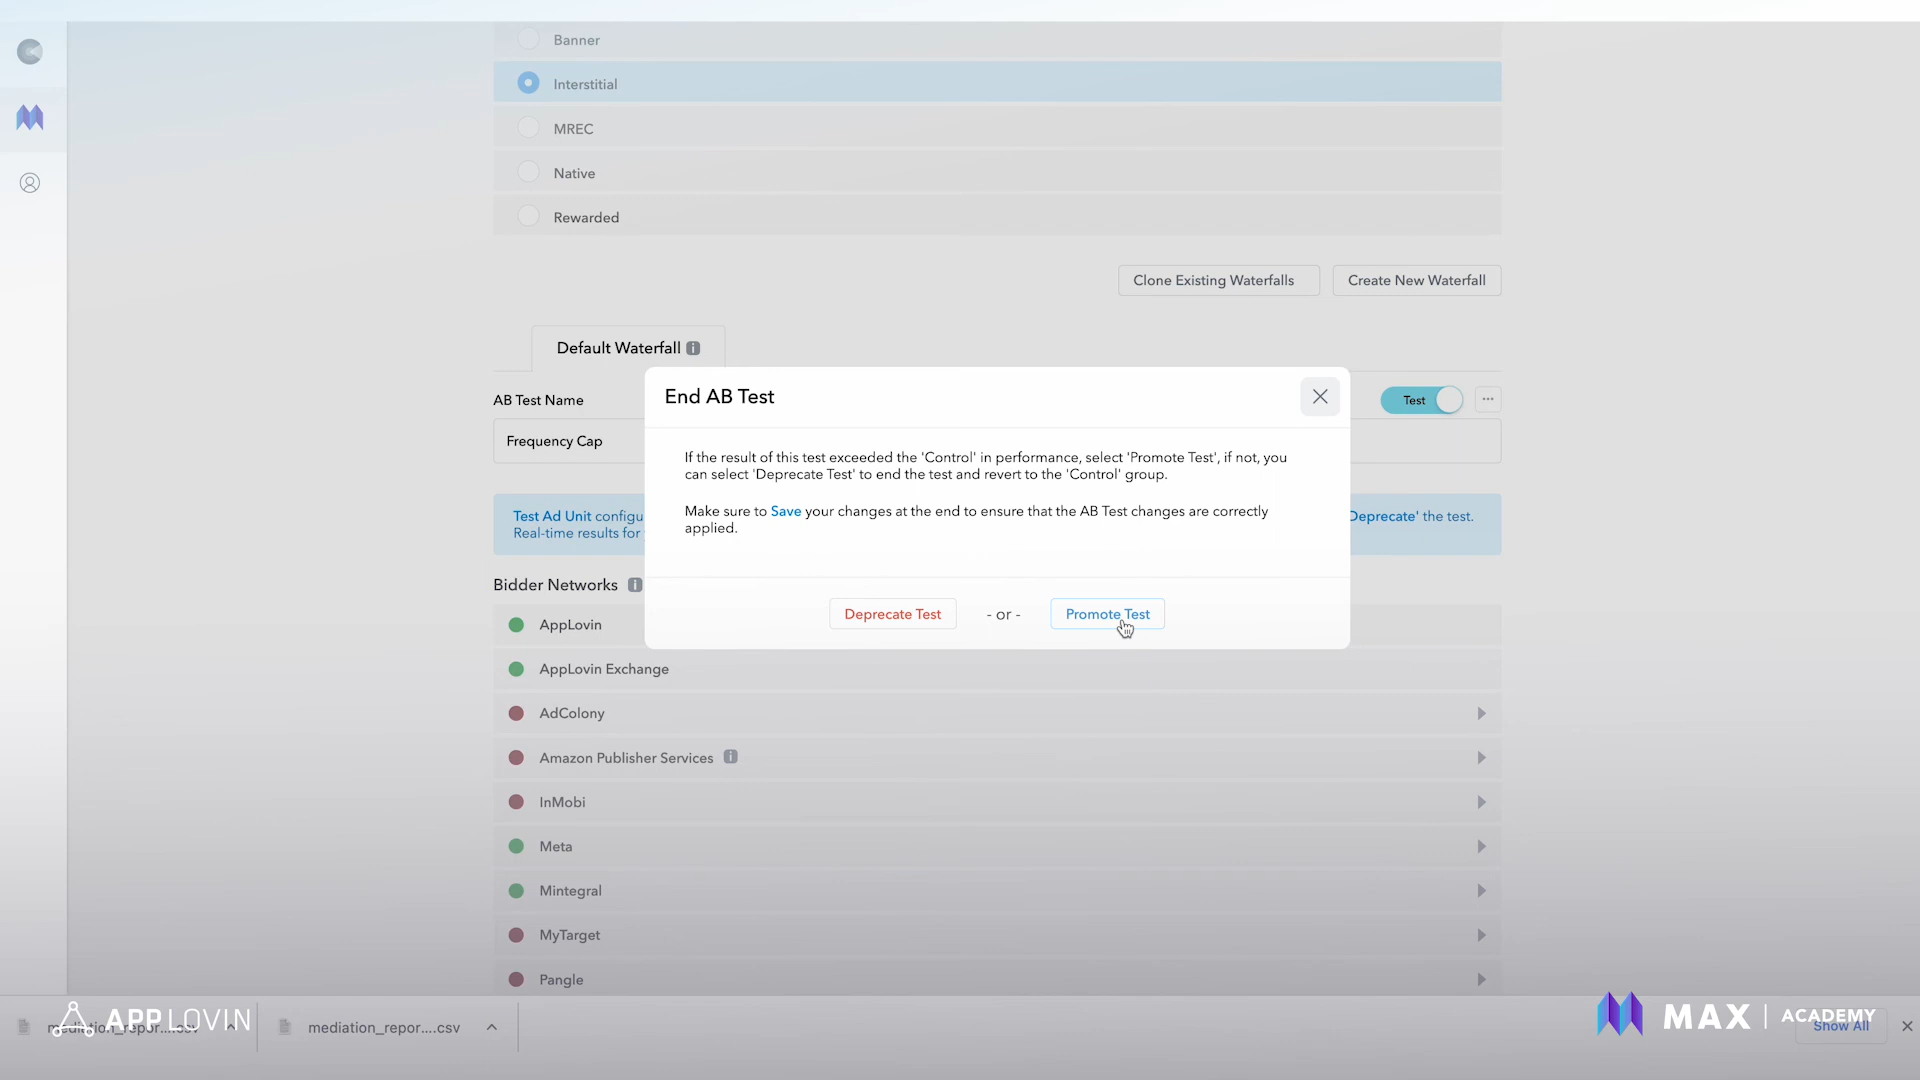 Banner
Interstitial
MREC
Native
Rewarded
Clone Existing Waterfalls
Create New Waterfall
Default Waterfall
AB Test Name
Test
Frequency Cap
End AB Test
If the result of this test exceeded the 'Control' in performance, select 'Promote Test', if not, you
can select 'Deprecate Test' to end the test and revert to the 'Control' group.
Make sure to Save your changes at the end to ensure that the AB Test changes are correctly
applied.
Deprecate Test
- or -
Promote Test
Test Ad Unit
Deprecate' the test.
Real-time results for
Bidder Networks
AppLovin
AppLovin Exchange
AdColony
Amazon Publisher Services
InMobi
Meta
Mintegral
MyTarget
Pangle
APPLOVIN
mediation_repor....csv
mediation_repor....csv
MAX | ACADEMY
Show All